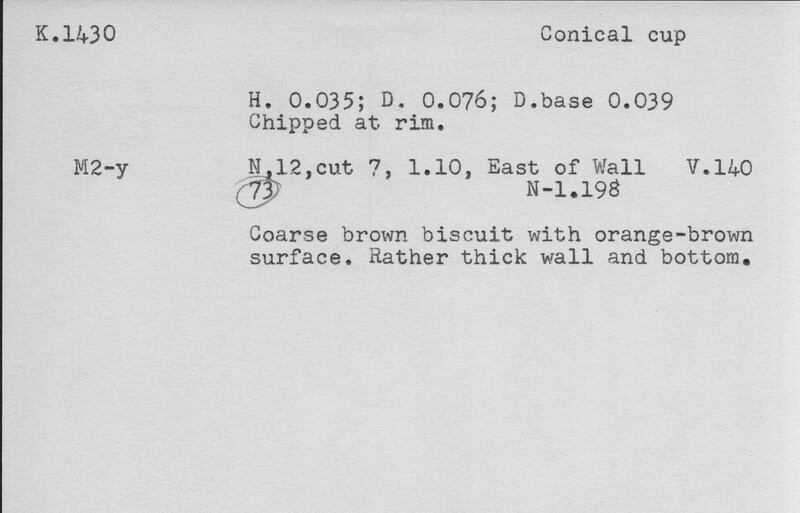 K.1430 Conical cup
H. 0.035; D. 0.076; D.base 0.039
Chipped at rim.
M2-y N,12,cut 7, 1.10, East of Wall V.140
73 N-1.198
Coarse brown biscuit with orange-brown
surface. Rather thick wall and bottom.